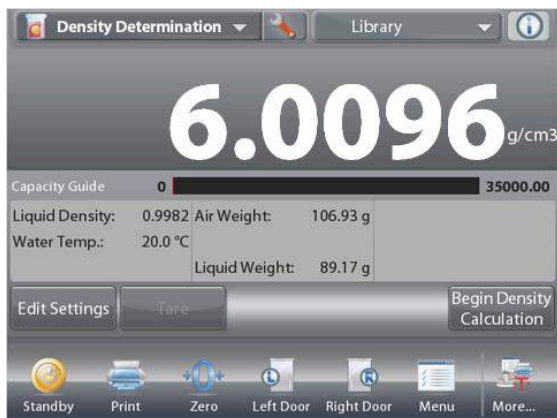 Density Determination Library
6.0096 g/cm3
Capacity Guide 0 35000.00
Liquid Density: 0.9982 Air Weight: 106.93 g
Water Temp.: 20.0 °C
Liquid Weight: 89.17 g
Edit Settings Tare Begin Density
Calculation
L R
Standby Print Zero Left Door Right Door Menu More...